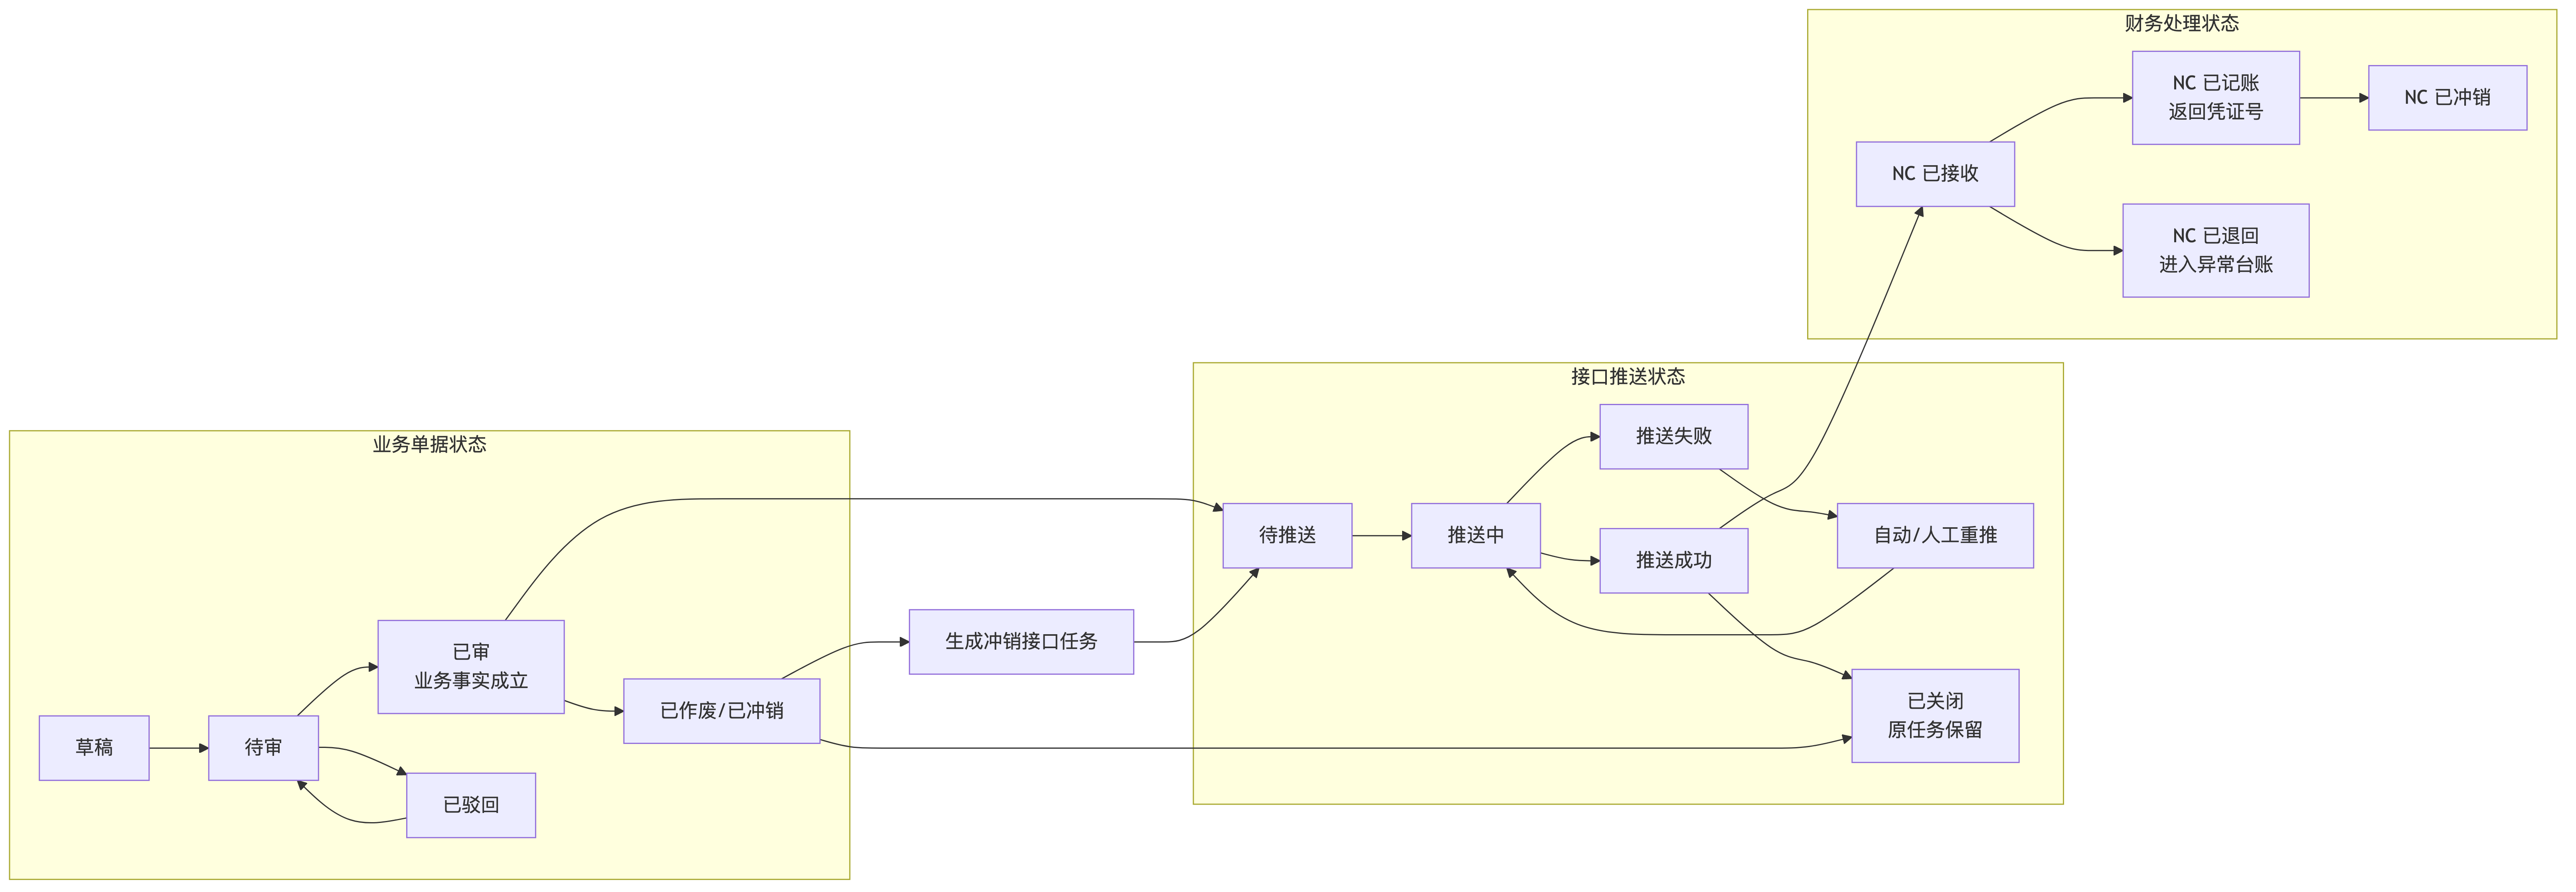 业务单据状态
草稿
待审
已审
业务事实成立
已驳回
已作废/已冲销
生成冲销接口任务
接口推送状态
待推送
推送中
推送失败
推送成功
自动/人工重推
已关闭
原任务保留
财务处理状态
NC 已接收
NC 已记账
返回凭证号
NC 已退回
进入异常台账
NC 已冲销